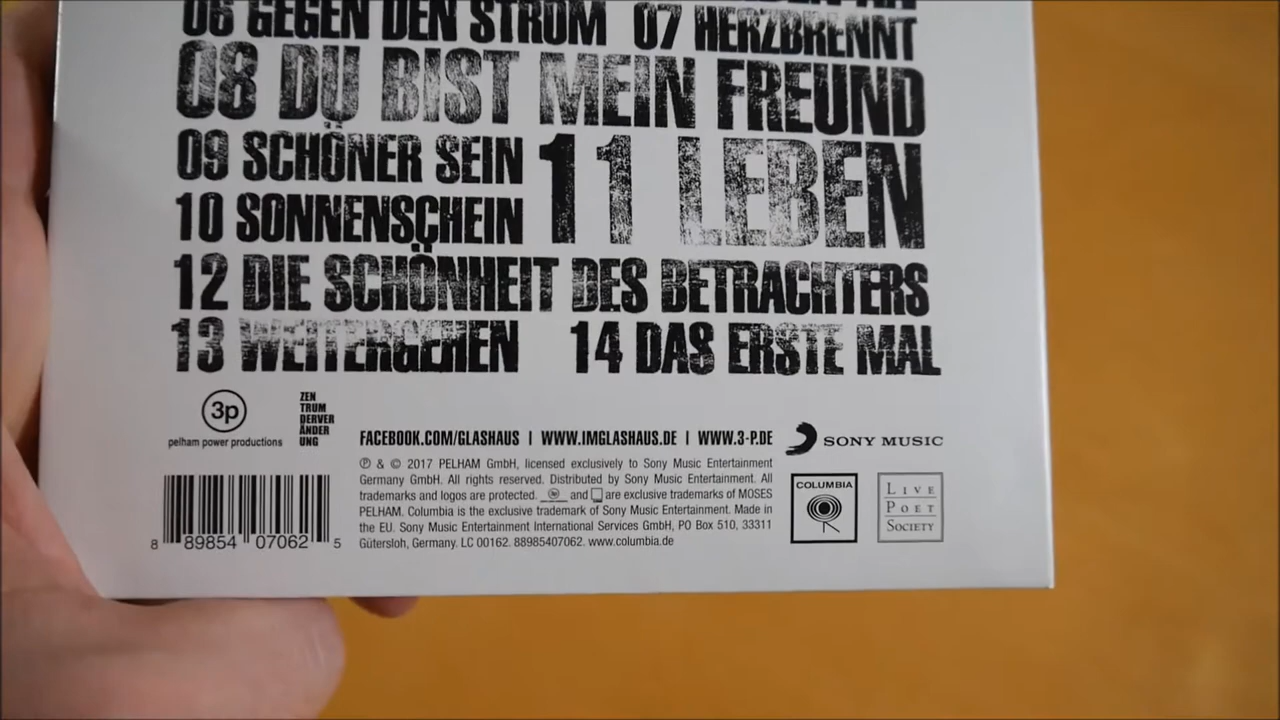 06 GEGEN DEN STROM 07 HERZBRENNT
08 DU BIST MEIN FREUND
09 SCHÖNER SEIN
10 SONNENSCHEIN
11 LEBEN
12 DIE SCHÖNHEIT DES BETRACHTERS
13 WEITERGEHEN 14 DAS ERSTE MAL
3p
pelham power productions
ZEN
TRUM
DERVER
ÄNDER
UNG
FACEBOOK.COM/GLASHAUS | WWW.IMGLASHAUS.DE | WWW.3-P.DE
℗ & © 2017 PELHAM GmbH, licensed exclusively to Sony Music Entertainment
Germany GmbH. All rights reserved. Distributed by Sony Music Entertainment. All
trademarks and logos are protected. and are exclusive trademarks of MOSES
PELHAM. Columbia is the exclusive trademark of Sony Music Entertainment. Made in
the EU. Sony Music Entertainment International Services GmbH, PO Box 510, 33311
Gütersloh, Germany. LC 00162. 88985407062. www.columbia.de
SONY MUSIC
COLUMBIA
LIVE
POET
SOCIETY
8 89854 07062 5